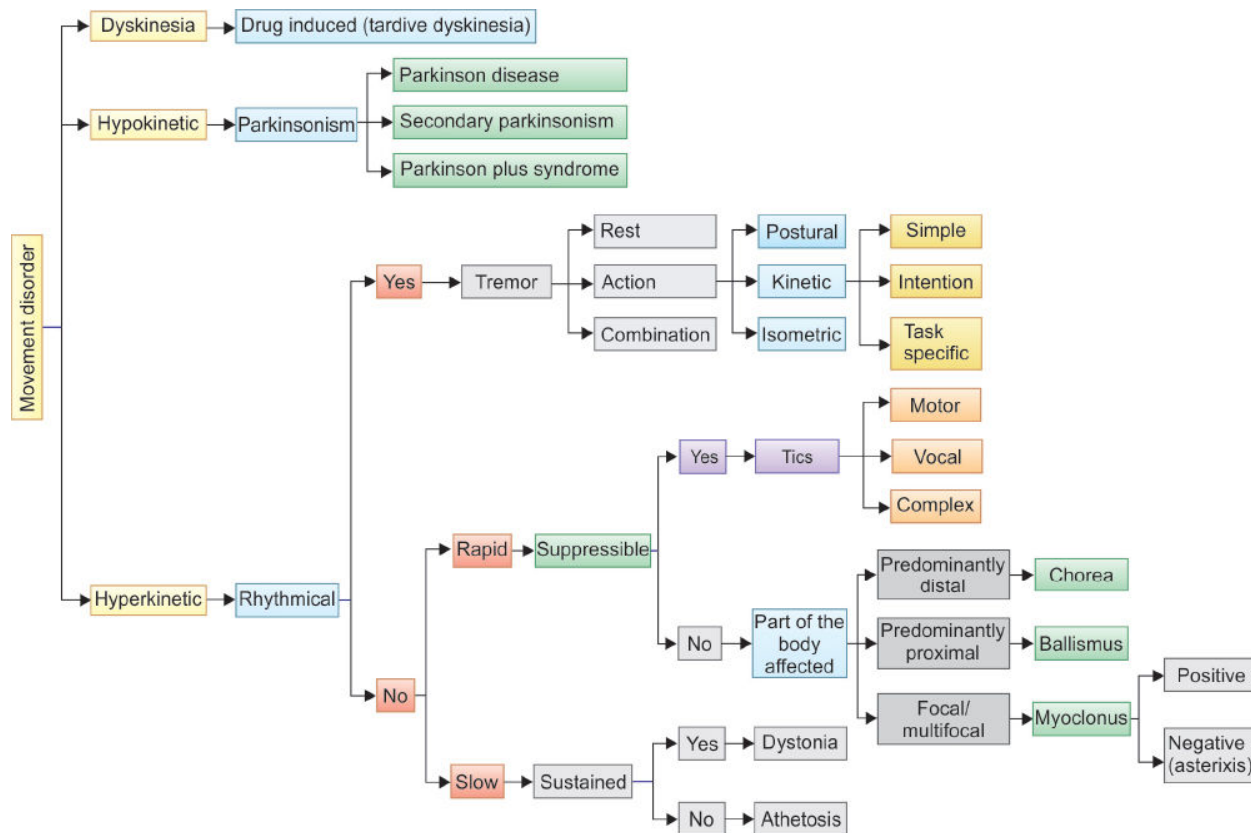 Movement disorder
Dyskinesia
Drug induced (tardive dyskinesia)
Hypokinetic
Parkinsonism
Parkinson disease
Secondary parkinsonism
Parkinson plus syndrome
Hyperkinetic
Rhythmical
Yes
Tremor
Rest
Action
Combination
Postural
Kinetic
Isometric
Simple
Intention
Task
specific
No
Rapid
Suppressible
Yes
Tics
Motor
Vocal
Complex
No
Part of the
body
affected
Predominantly
distal
Chorea
Predominantly
proximal
Ballismus
Focal/
multifocal
Myoclonus
Positive
Negative
(asterixis)
Slow
Sustained
Yes
Dystonia
No
Athetosis